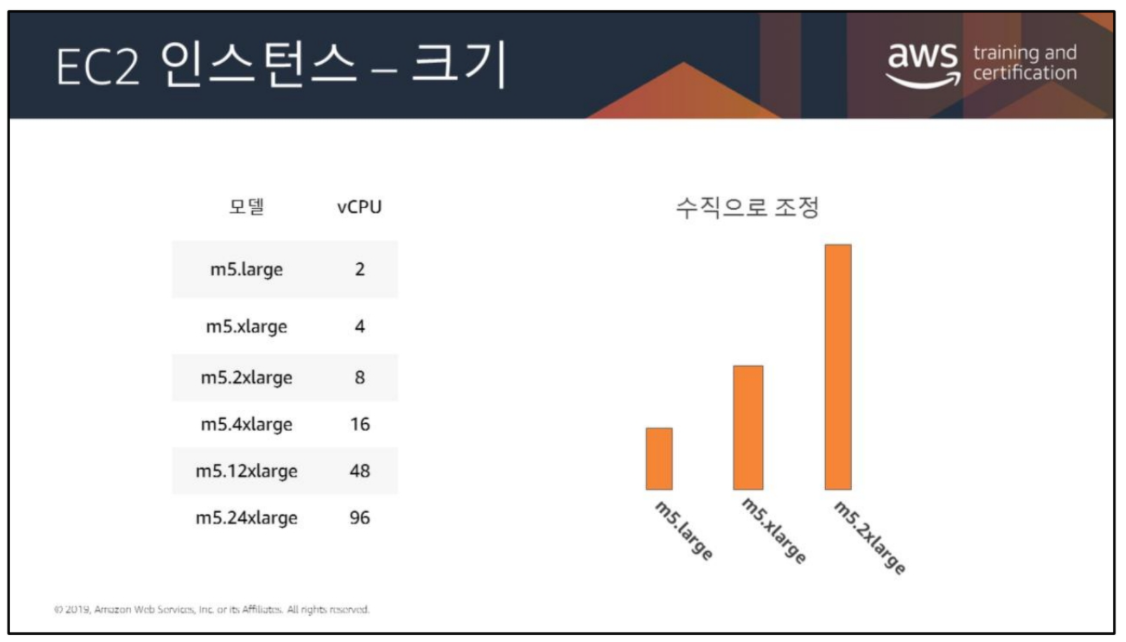 EC2 인스턴스 – 크기
aws training and
certification
모델 vCPU
m5.large 2
m5.xlarge 4
m5.2xlarge 8
m5.4xlarge 16
m5.12xlarge 48
m5.24xlarge 96
수직으로 조정
m5.large
m5.xlarge
m5.2xlarge
© 2019, Amazon Web Services, Inc. or its Affiliates. All rights reserved.